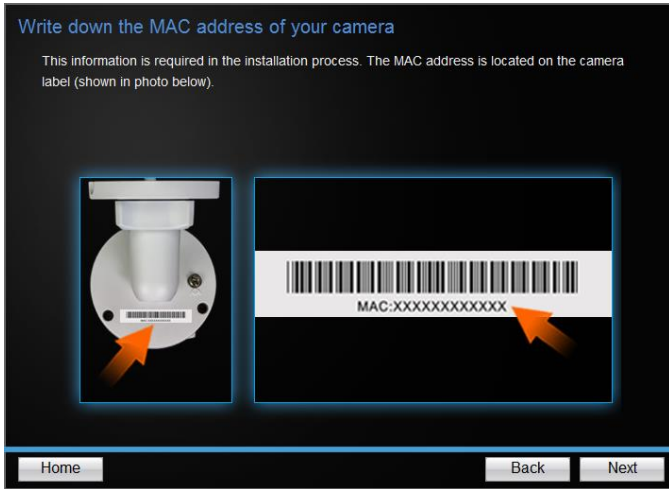 Write down the MAC address of your camera
This information is required in the installation process. The MAC address is located on the camera
label (shown in photo below).
MAC:XXXXXXXXXXXX
Home
Back
Next